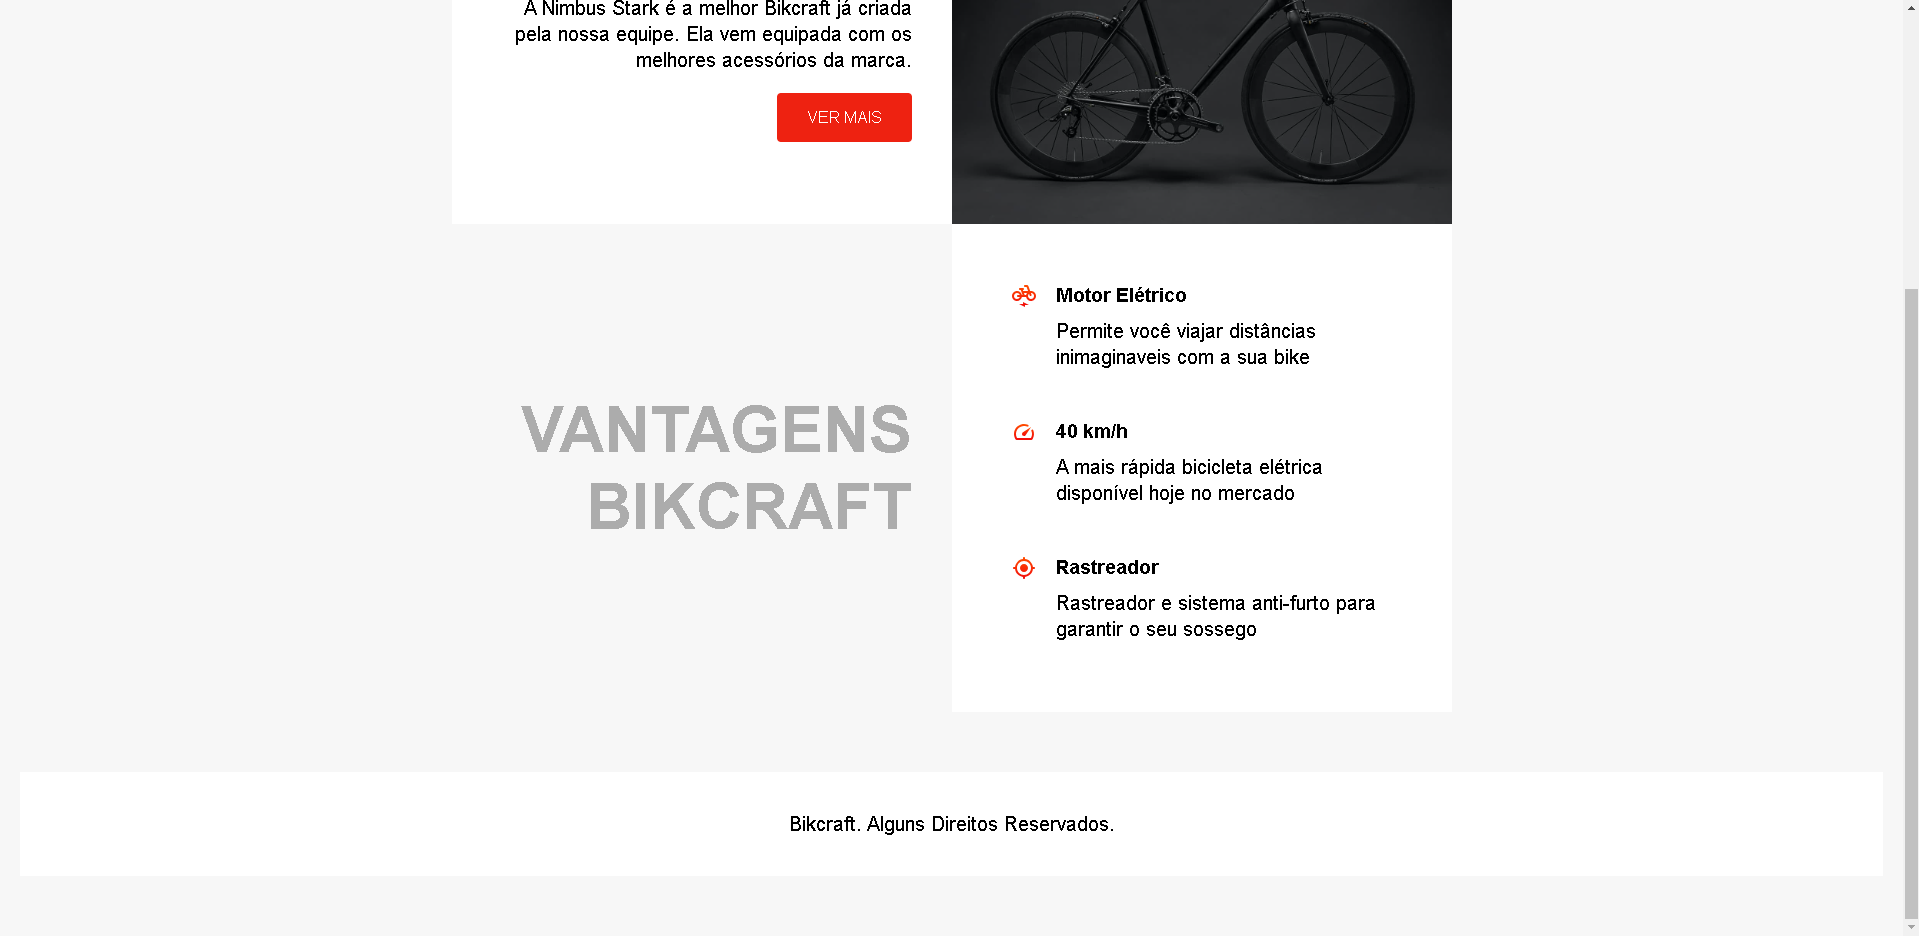 A Nimbus Stark é a melhor Bikcraft já criada
pela nossa equipe. Ela vem equipada com os
melhores acessórios da marca.
VER MAIS
VANTAGENS
BIKCRAFT
Motor Elétrico
Permite você viajar distâncias
inimaginaveis com a sua bike
40 km/h
A mais rápida bicicleta elétrica
disponível hoje no mercado
Rastreador
Rastreador e sistema anti-furto para
garantir o seu sossego
Bikcraft. Alguns Direitos Reservados.